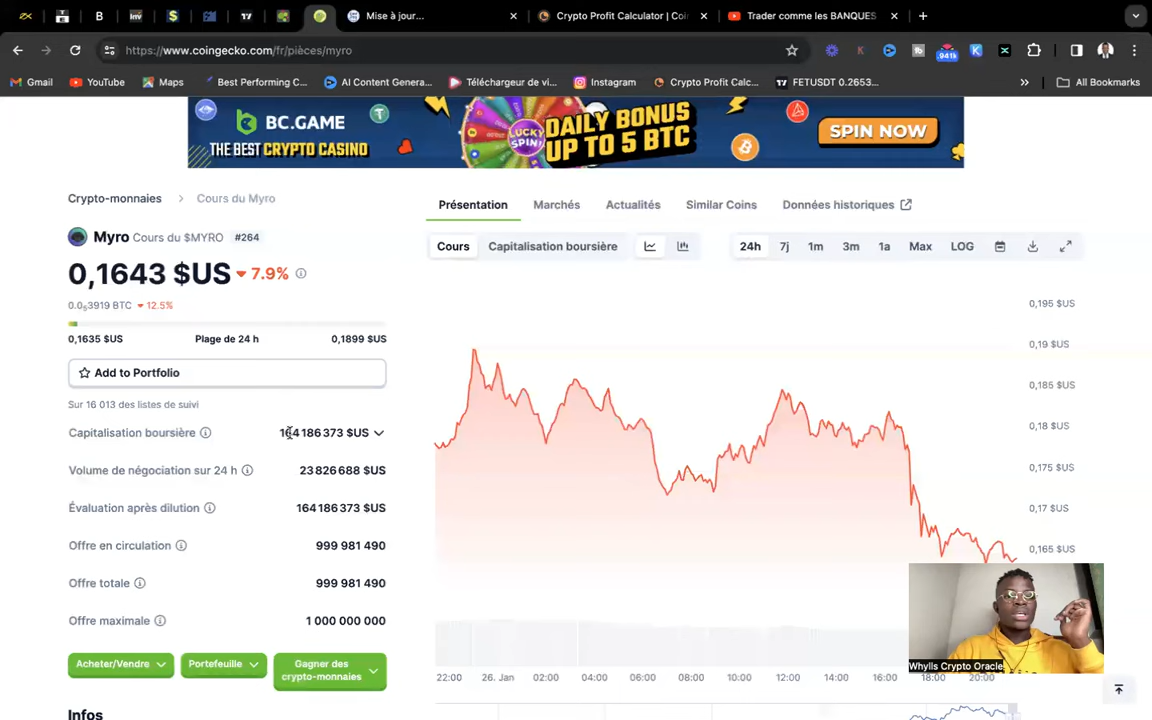 Mise à jour...
Crypto Profit Calculator | Coi
Trader comme les BANQUES
https://www.coingecko.com/fr/pièces/myro
.941k
Gmail
YouTube
Maps
Best Performing C...
AI Content Genera...
Téléchargeur de vi...
Instagram
Crypto Profit Calc...
FETUSDT 0.2653...
All Bookmarks
BC.GAME
THE BEST CRYPTO CASINO
LUCKY SPIN!
DAILY BONUS
UP TO 5 BTC
SPIN NOW
Crypto-monnaies > Cours du Myro
Myro Cours du $MYRO #264
0,1643 $US 7.9%
0.0₅3919 BTC 12.5%
0,1635 $US Plage de 24 h 0,1899 $US
Add to Portfolio
Sur 16 013 des listes de suivi
Capitalisation boursière 164 186 373 $US
Volume de négociation sur 24 h 23 826 688 $US
Évaluation après dilution 164 186 373 $US
Offre en circulation 999 981 490
Offre totale 999 981 490
Offre maximale 1 000 000 000
Acheter/Vendre
Portefeuille
Gagner des
crypto-monnaies
Infos
Présentation Marchés Actualités Similar Coins Données historiques
Cours Capitalisation boursière
24h 7j 1m 3m 1a Max LOG
0,195 $US
0,19 $US
0,185 $US
0,18 $US
0,175 $US
0,17 $US
0,165 $US
22:00 26. Jan 02:00 04:00 06:00 08:00 10:00 12:00 14:00 16:00 18:00 20:00
Whylls Crypto Oracle